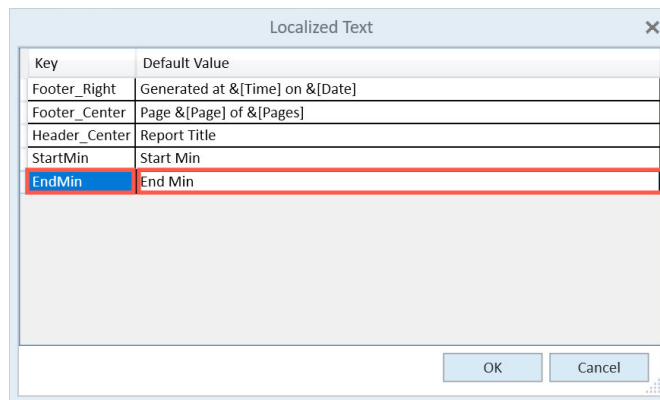 Localized Text
Key Default Value
Footer_Right Generated at &[Time] on &[Date]
Footer_Center Page &[Page] of &[Pages]
Header_Center Report Title
StartMin Start Min
EndMin End Min
OK Cancel